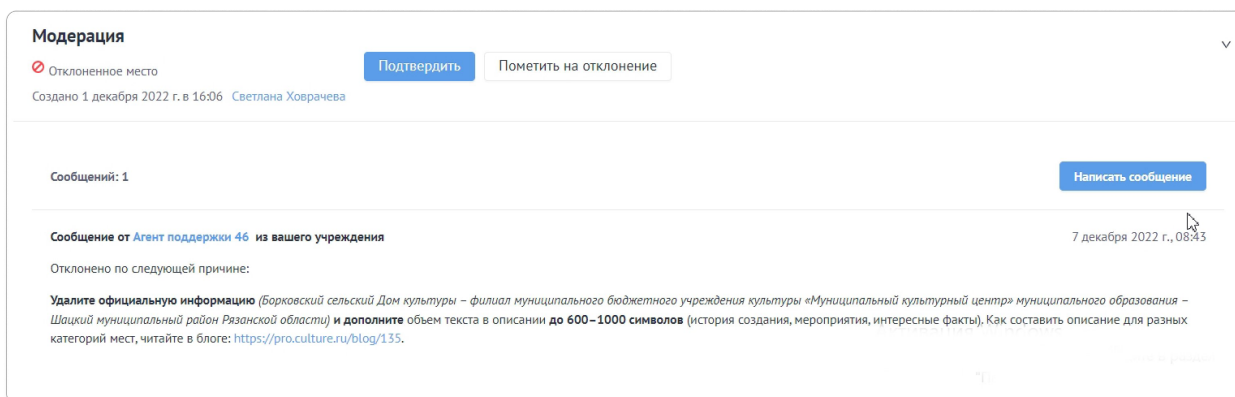 Модерация
Отклоненное место
Подтвердить
Пометить на отклонение
Создано 1 декабря 2022 г. в 16:06 Светлана Ховрачева
Сообщений: 1
Написать сообщение
Сообщение от Агент поддержки 46 из вашего учреждения
7 декабря 2022 г., 08:43
Отклонено по следующей причине:
Удалите официальную информацию (Борковский сельский Дом культуры – филиал муниципального бюджетного учреждения культуры «Муниципальный культурный центр» муниципального образования –
Шацкий муниципальный район Рязанской области) и дополните объем текста в описании до 600–1000 символов (история создания, мероприятия, интересные факты). Как составить описание для разных
категорий мест, читайте в блоге: https://pro.culture.ru/blog/135.